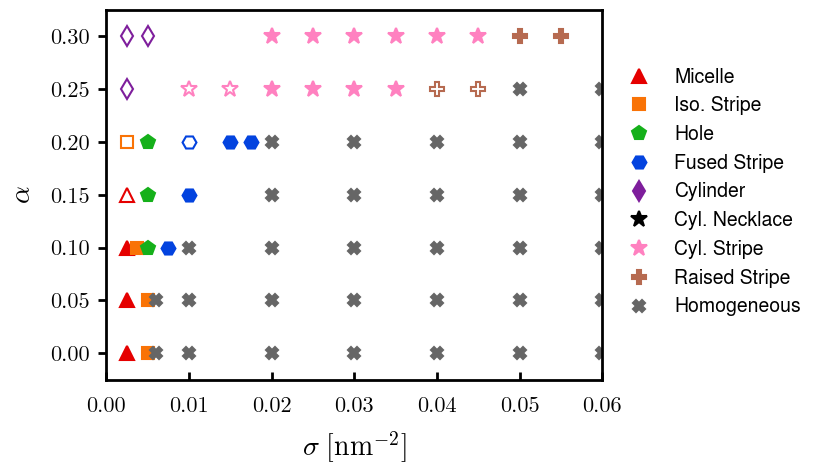 0.30
0.25
0.20
0.15
0.10
0.05
0.00
α
0.00 0.01 0.02 0.03 0.04 0.05 0.06
σ [nm⁻²]
Micelle
Iso. Stripe
Hole
Fused Stripe
Cylinder
Cyl. Necklace
Cyl. Stripe
Raised Stripe
Homogeneous